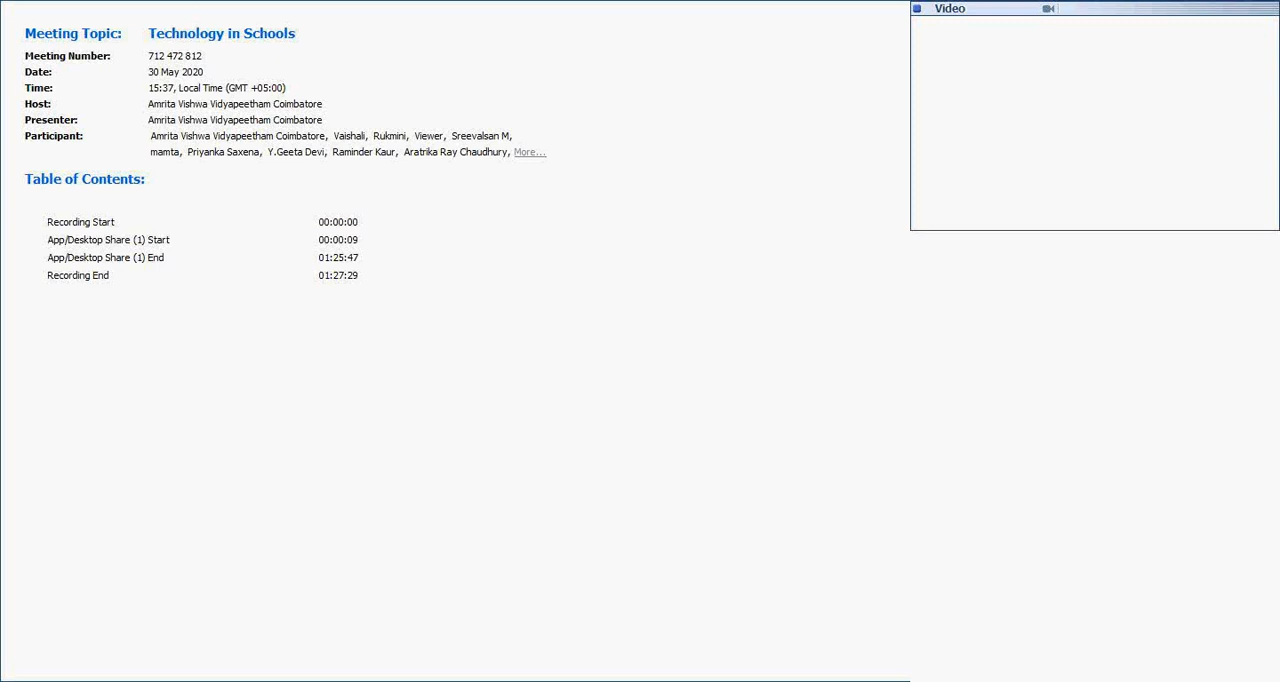 Meeting Topic: Technology in Schools
Meeting Number: 712 472 812
Date: 30 May 2020
Time: 15:37, Local Time (GMT +05:00)
Host: Amrita Vishwa Vidyapeetham Coimbatore
Presenter: Amrita Vishwa Vidyapeetham Coimbatore
Participant: Amrita Vishwa Vidyapeetham Coimbatore, Vaishali, Rukmini, Viewer, Sreevalsan M,
mamta, Priyanka Saxena, Y.Geeta Devi, Raminder Kaur, Aratrika Ray Chaudhury, More...
Table of Contents:
Recording Start 00:00:00
App/Desktop Share (1) Start 00:00:09
App/Desktop Share (1) End 01:25:47
Recording End 01:27:29
Video